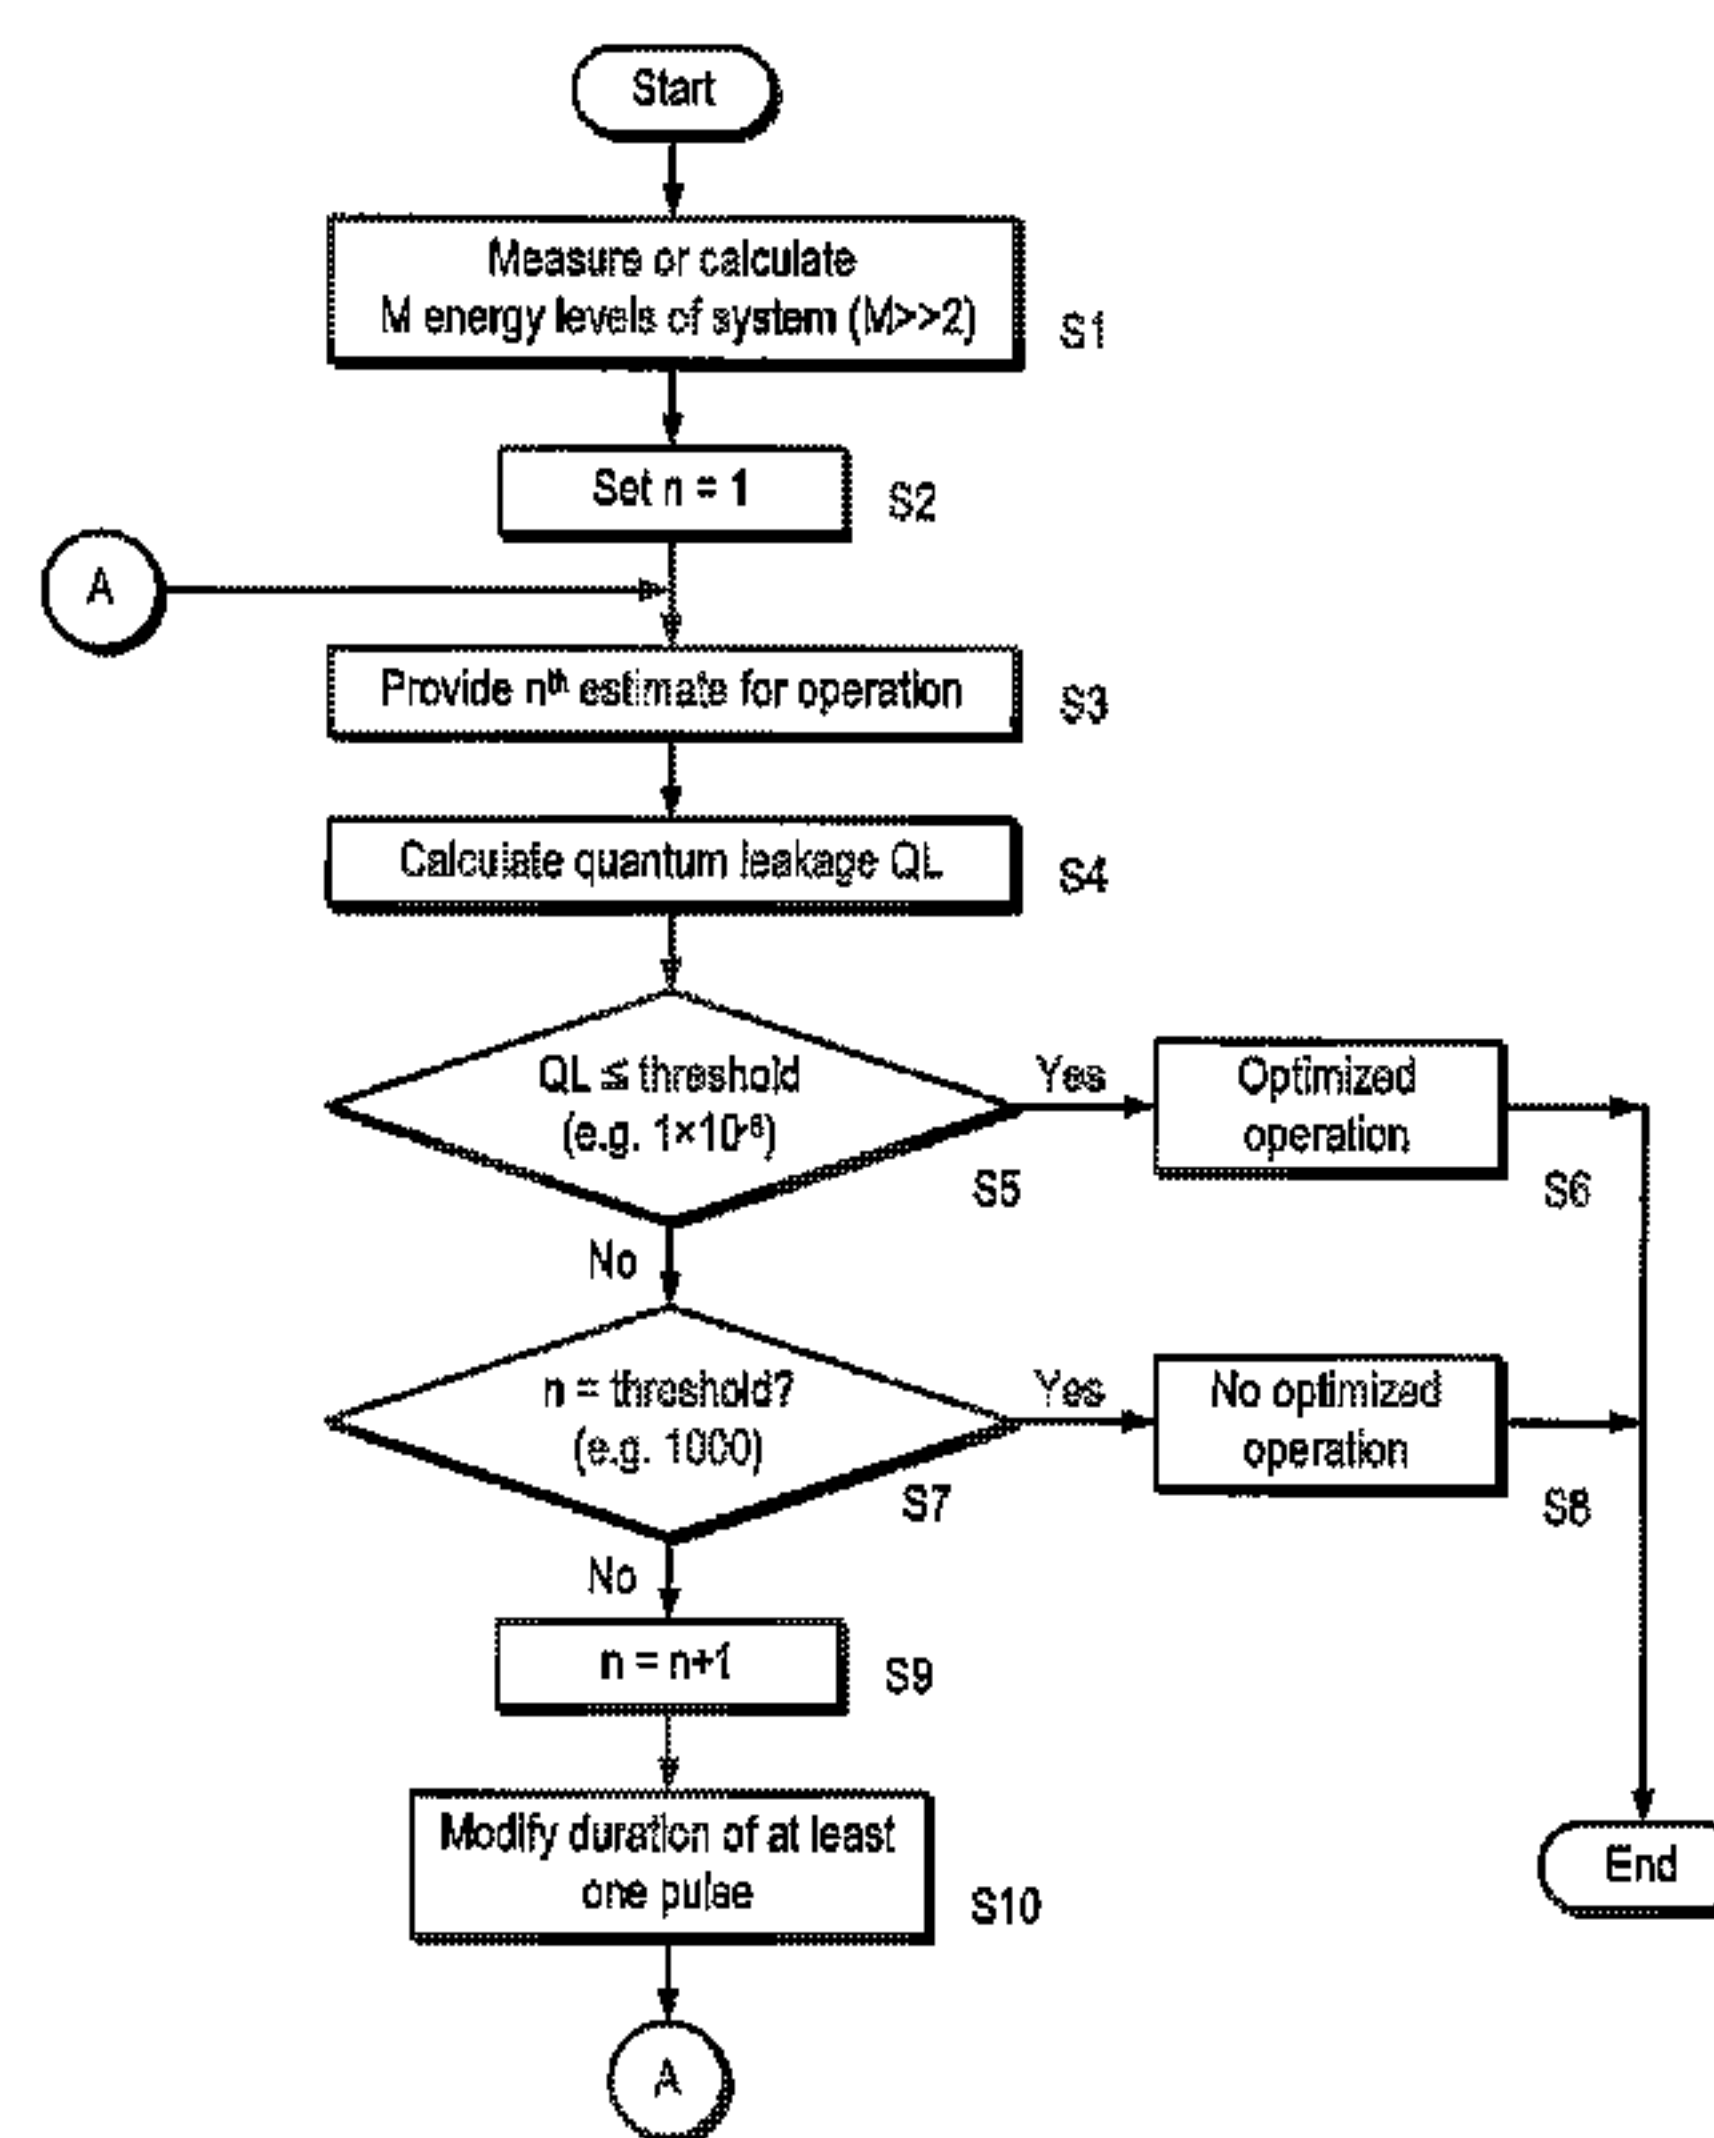 Start
Measure or calculate
M energy levels of system (M>>2)
S1
Set n = 1
S2
A
Provide nth estimate for operation
S3
Calculate quantum leakage QL
S4
QL ≤ threshold
(e.g. 1×10-6)
S5
Yes
Optimized
operation
S6
No
n = threshold?
(e.g. 1000)
S7
Yes
No optimized
operation
S8
No
n = n+1
S9
Modify duration of at least
one pulse
S10
End
A